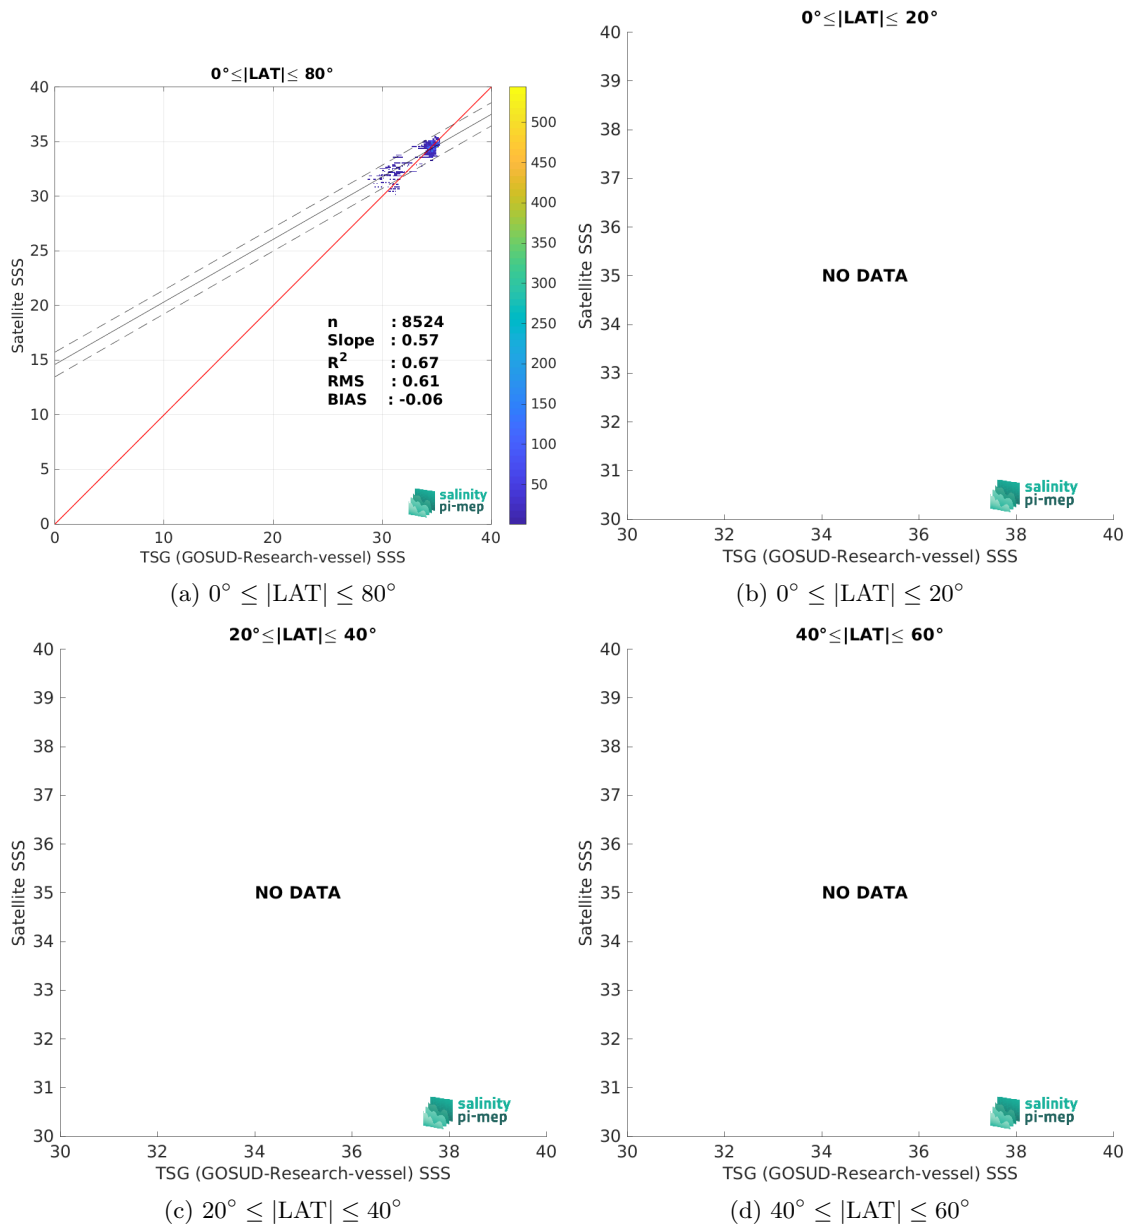 0°≤|LAT|≤ 80°
40
35
30
25
20
15
10
5
0
Satellite SSS
0 10 20 30 40
TSG (GOSUD-Research-vessel) SSS
n : 8524
Slope : 0.57
R² : 0.67
RMS : 0.61
BIAS : -0.06
salinity
pi-mep
500
450
400
350
300
250
200
150
100
50
(a) 0° ≤ |LAT| ≤ 80°
0°≤|LAT|≤ 20°
40
39
38
37
36
35
34
33
32
31
30
Satellite SSS
NO DATA
salinity
pi-mep
30 32 34 36 38 40
TSG (GOSUD-Research-vessel) SSS
(b) 0° ≤ |LAT| ≤ 20°
20°≤|LAT|≤ 40°
40
39
38
37
36
35
34
33
32
31
30
Satellite SSS
NO DATA
salinity
pi-mep
30 32 34 36 38 40
TSG (GOSUD-Research-vessel) SSS
(c) 20° ≤ |LAT| ≤ 40°
40°≤|LAT|≤ 60°
40
39
38
37
36
35
34
33
32
31
30
Satellite SSS
NO DATA
salinity
pi-mep
30 32 34 36 38 40
TSG (GOSUD-Research-vessel) SSS
(d) 40° ≤ |LAT| ≤ 60°